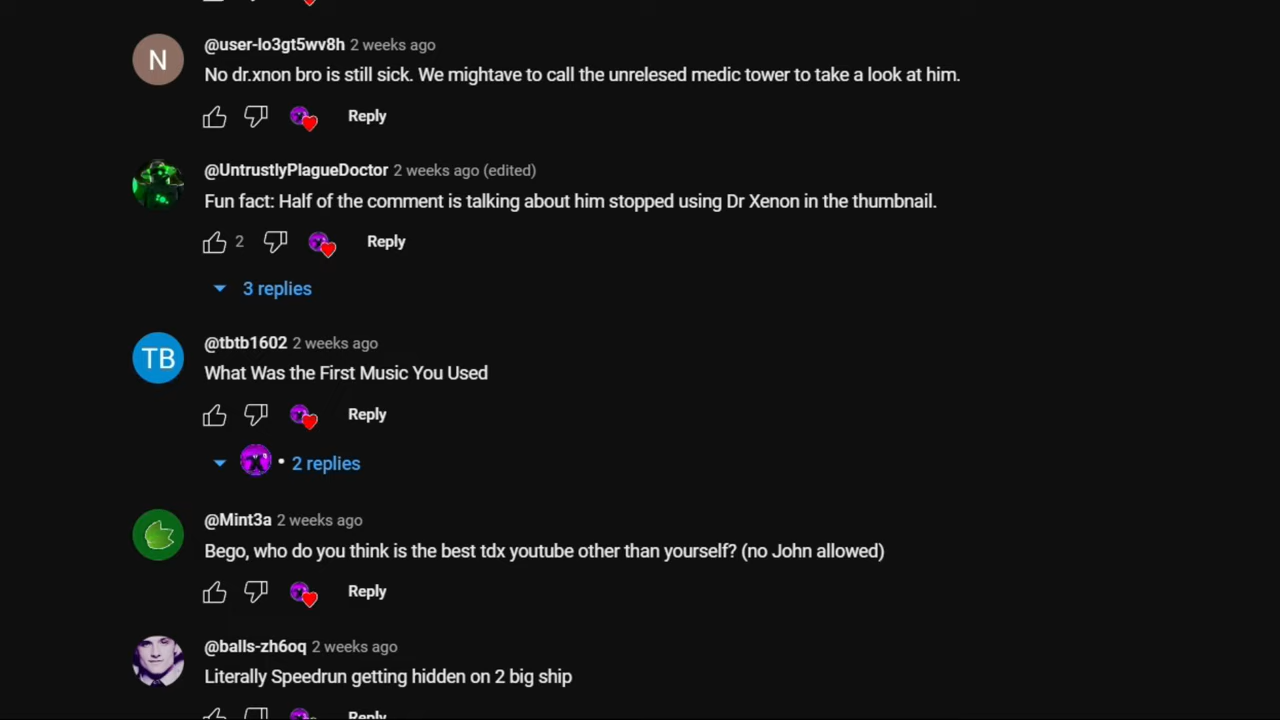 @user-lo3gt5wv8h 2 weeks ago
N
No dr.xnon bro is still sick. We mightave to call the unrelesed medic tower to take a look at him.
Reply
@UntrustlyPlagueDoctor 2 weeks ago (edited)
Fun fact: Half of the comment is talking about him stopped using Dr Xenon in the thumbnail.
2 Reply
3 replies
@tbtb1602 2 weeks ago
TB
What Was the First Music You Used
Reply
• 2 replies
@Mint3a 2 weeks ago
Bego, who do you think is the best tdx youtube other than yourself? (no John allowed)
Reply
@balls-zh6oq 2 weeks ago
Literally Speedrun getting hidden on 2 big ship
Reply